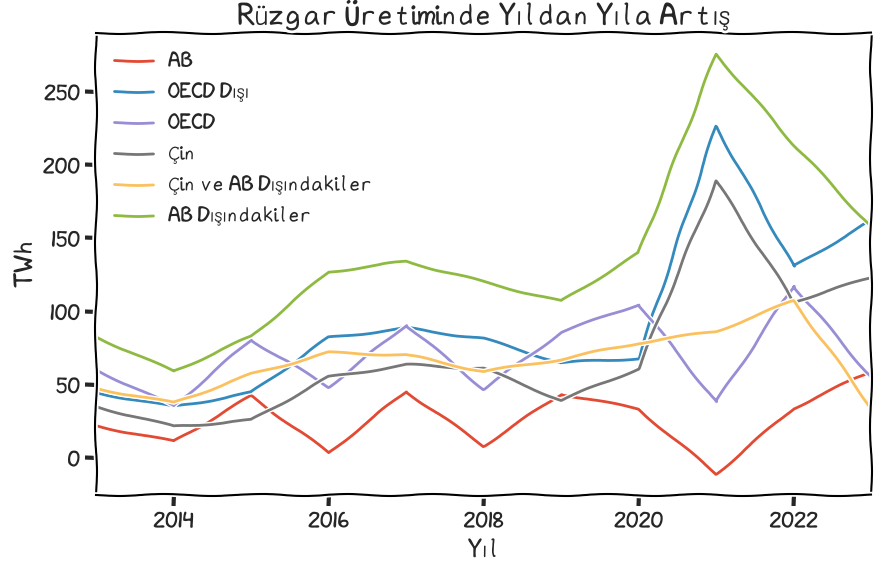 Rüzgar Üretiminde Yıldan Yıla Artış
AB
OECD Dışı
OECD
Çin
Çin ve AB Dışındakiler
AB Dışındakiler
250
200
150
100
50
0
TWh
2014 2016 2018 2020 2022
Yıl